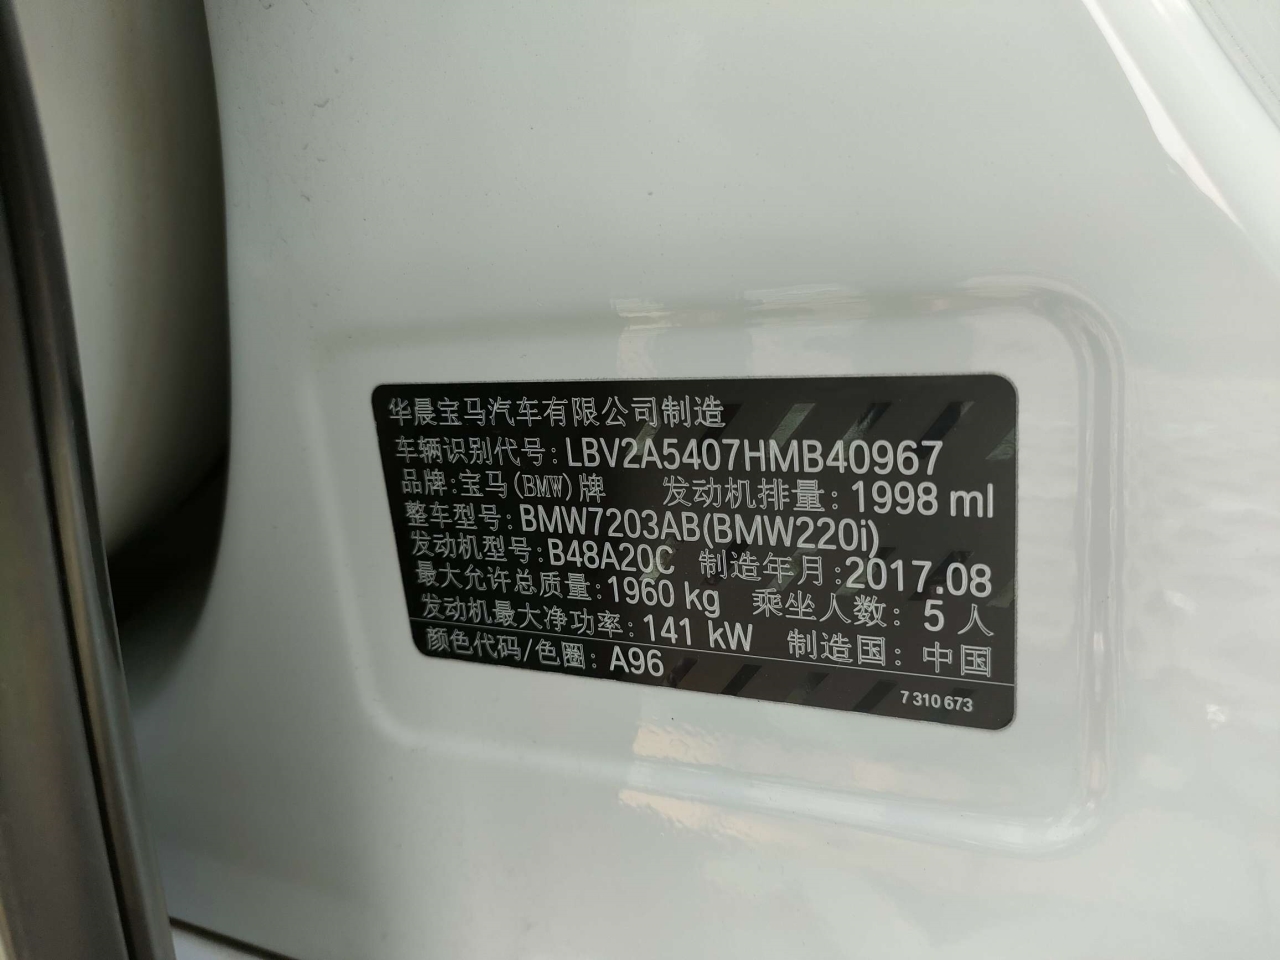 华晨宝马汽车有限公司制造
车辆识别代号: LBV2A5407HMB40967
品牌: 宝马(BMW)牌 发动机排量: 1998 ml
整车型号: BMW7203AB(BMW220i)
发动机型号: B48A20C 制造年月: 2017.08
最大允许总质量: 1960 kg 乘坐人数: 5 人
发动机最大净功率: 141 kW 制造国: 中国
颜色代码/色圈: A96
7 310 673